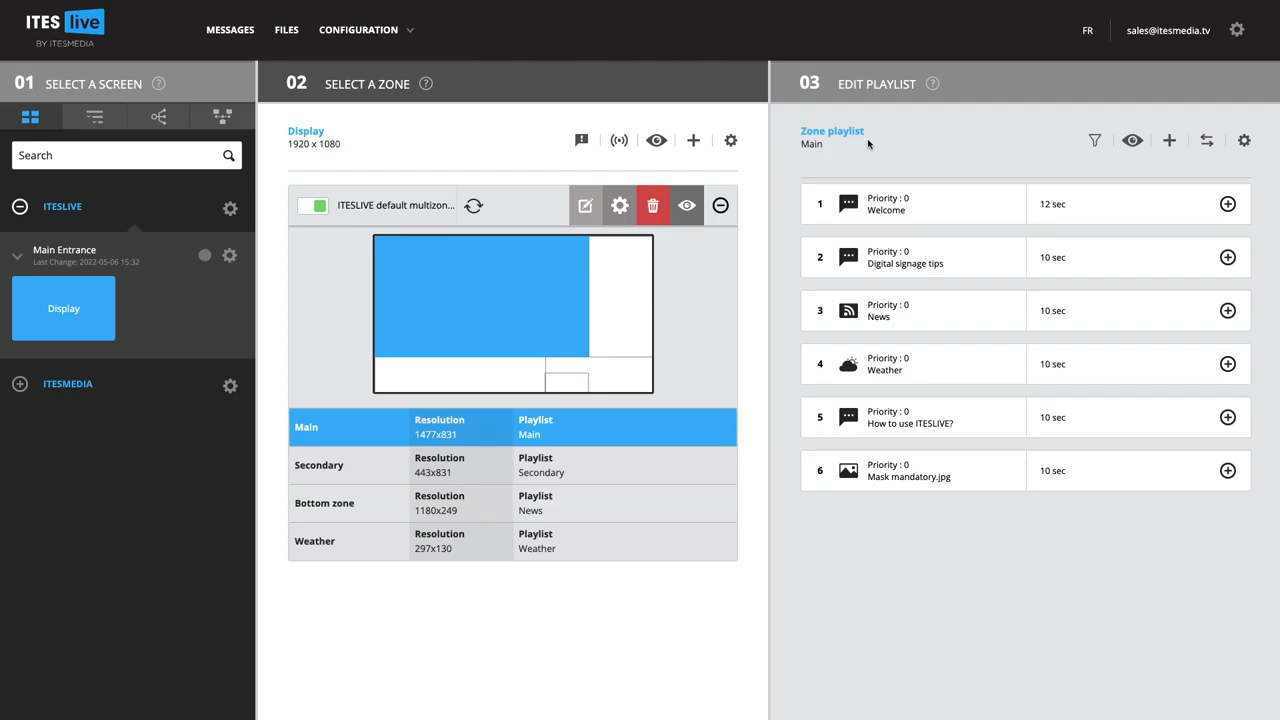 ITES live
BY ITESMEDIA
MESSAGES
FILES
CONFIGURATION
FR
sales@itesmedia.tv
01 SELECT A SCREEN ?
02 SELECT A ZONE ?
03 EDIT PLAYLIST ?
Search
ITESLIVE
Main Entrance
Last Change: 2022-05-06 15:32
Display
ITESMEDIA
Display
1920 x 1080
ITESLIVE default multizon...
Main
Resolution
1477x831
Playlist
Main
Secondary
Resolution
443x831
Playlist
Secondary
Bottom zone
Resolution
1180x249
Playlist
News
Weather
Resolution
297x130
Playlist
Weather
Zone playlist
Main
1
Priority : 0
Welcome
12 sec
2
Priority : 0
Digital signage tips
10 sec
3
Priority : 0
News
10 sec
4
Priority : 0
Weather
10 sec
5
Priority : 0
How to use ITESLIVE?
10 sec
6
Priority : 0
Mask mandatory.jpg
10 sec